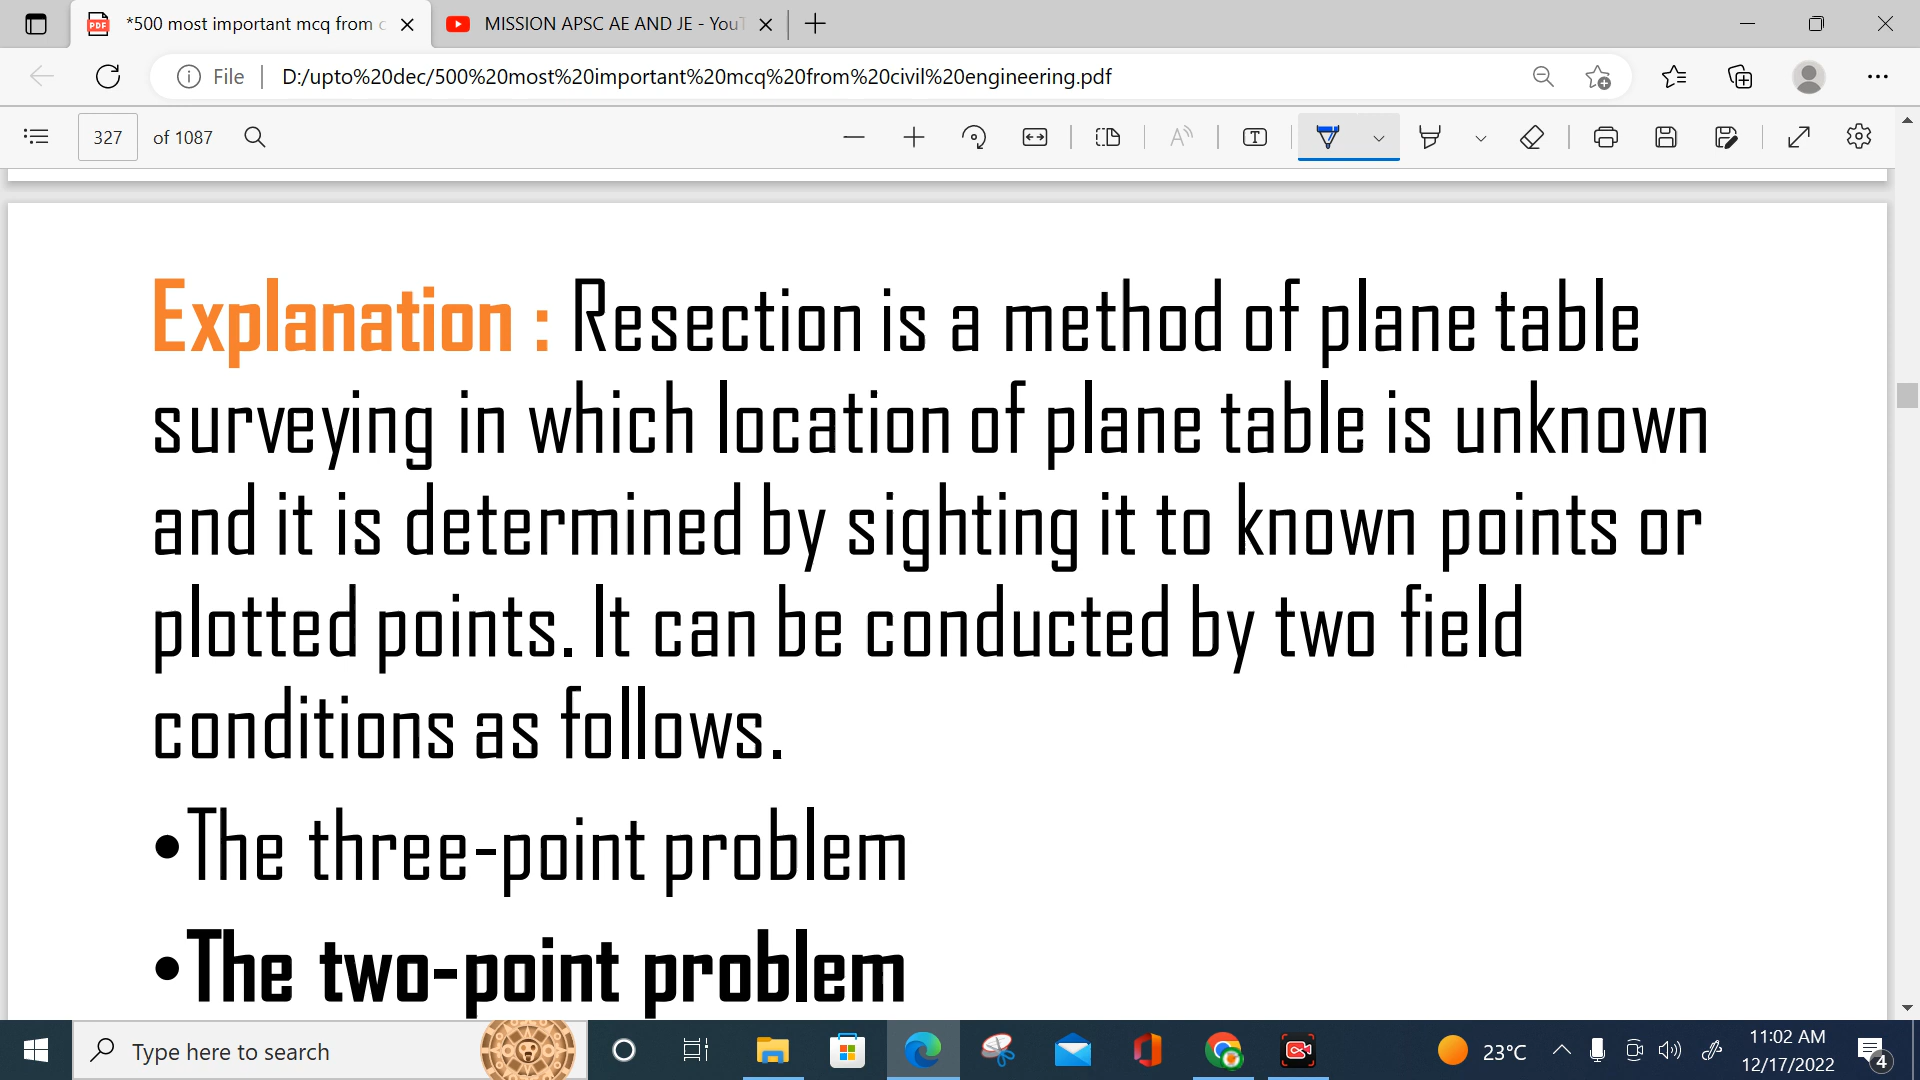 *500 most important mcq from c
MISSION APSC AE AND JE - YouT
File
D:/upto%20dec/500%20most%20important%20mcq%20from%20civil%20engineering.pdf
327 of 1087
Explanation : Resection is a method of plane table
surveying in which location of plane table is unknown
and it is determined by sighting it to known points or
plotted points. It can be conducted by two field
conditions as follows.
•The three-point problem
•The two-point problem
Type here to search
23°C
11:02 AM
12/17/2022
4